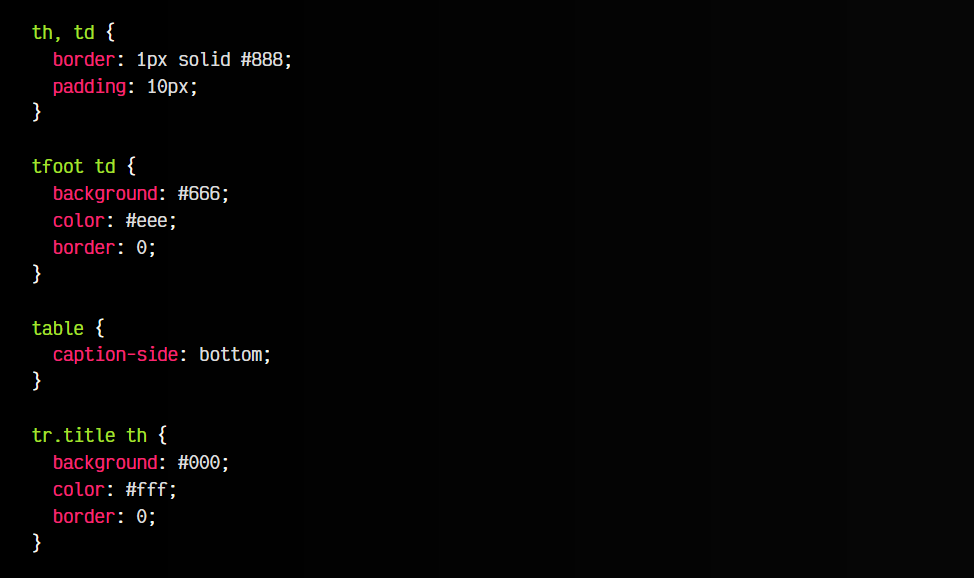 th, td {
  border: 1px solid #888;
  padding: 10px;
}

tfoot td {
  background: #666;
  color: #eee;
  border: 0;
}

table {
  caption-side: bottom;
}

tr.title th {
  background: #000;
  color: #fff;
  border: 0;
}